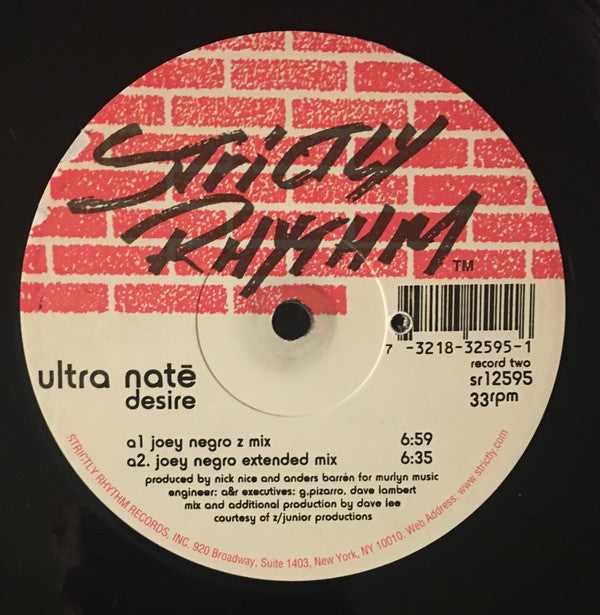 Strictly
Rhythm
TM
7 -3218-32595-1
record two
sr12595
33rpm
ultra natē
desire
a1 joey negro z mix 6:59
a2. joey negro extended mix 6:35
produced by nick nice and anders barrén for murlyn music
engineer: a&r executives: g.pizarro, dave lambert
mix and additional production by dave lee
courtesy of z/junior productions
STRICTLY RHYTHM RECORDS, INC. 920 Broadway, Suite 1403, New York, NY 10010 Web Address: www.strictly.com